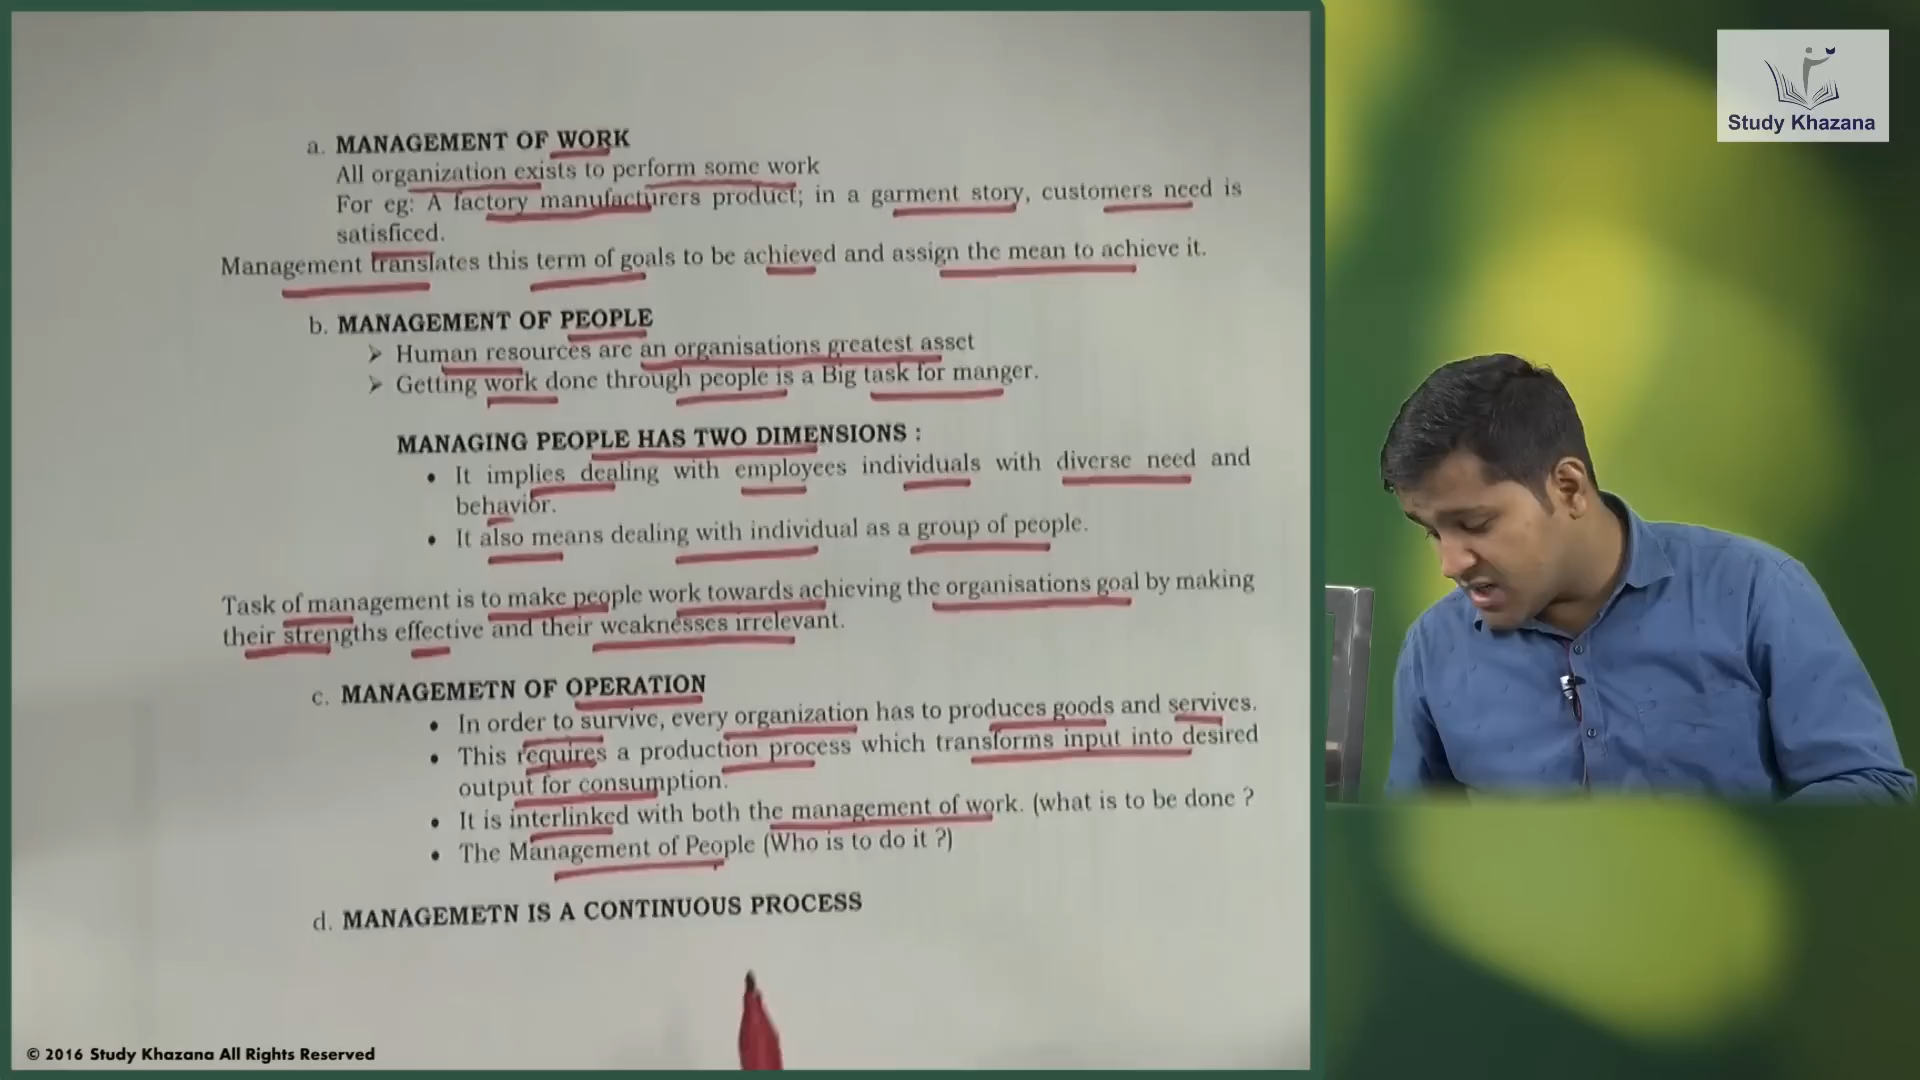 a. MANAGEMENT OF WORK
All organization exists to perform some work
For eg: A factory manufacturers product; in a garment story, customers need is
satisficed.
Management translates this term of goals to be achieved and assign the mean to achieve it.
b. MANAGEMENT OF PEOPLE
➢ Human resources are an organisations greatest asset
➢ Getting work done through people is a Big task for manger.
MANAGING PEOPLE HAS TWO DIMENSIONS :
• It implies dealing with employees individuals with diverse need and
behavior.
• It also means dealing with individual as a group of people.
Task of management is to make people work towards achieving the organisations goal by making
their strengths effective and their weaknesses irrelevant.
c. MANAGEMETN OF OPERATION
• In order to survive, every organization has to produces goods and servives.
• This requires a production process which transforms input into desired
output for consumption.
• It is interlinked with both the management of work. (what is to be done ?
• The Management of People (Who is to do it ?)
d. MANAGEMETN IS A CONTINUOUS PROCESS
© 2016 Study Khazana All Rights Reserved
Study Khazana